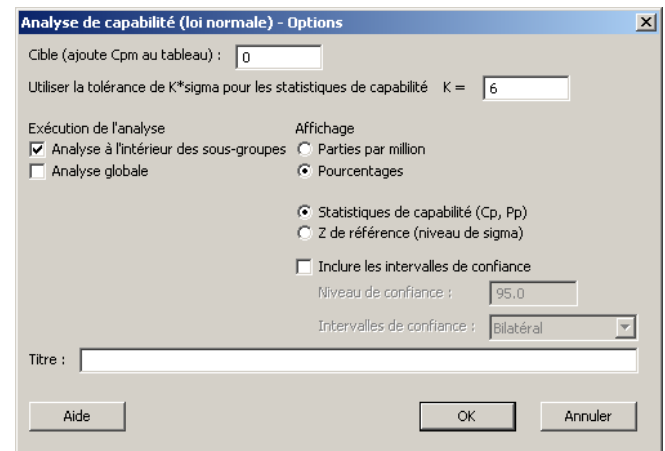 Analyse de capabilité (loi normale) - Options
Cible (ajoute Cpm au tableau) : 0
Utiliser la tolérance de K*sigma pour les statistiques de capabilité K = 6
Exécution de l'analyse
Affichage
Analyse à l'intérieur des sous-groupes
Parties par million
Analyse globale
Pourcentages
Statistiques de capabilité (Cp, Pp)
Z de référence (niveau de sigma)
Inclure les intervalles de confiance
Niveau de confiance : 95.0
Intervalles de confiance : Bilatéral
Titre :
Aide
OK
Annuler